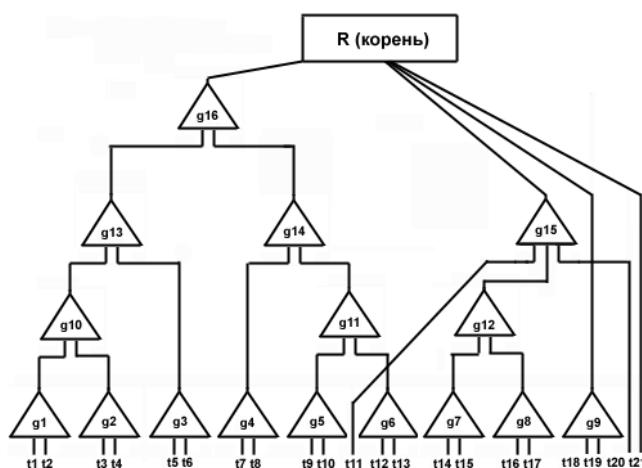 R (корень)
g16
g13 g14 g15
g10 g11 g12
g1 g2 g3 g4 g5 g6 g7 g8 g9
t1 t2 t3 t4 t5 t6 t7 t8 t9 t10 t11 t12 t13 t14 t15 t16 t17 t18 t19 t20 t21